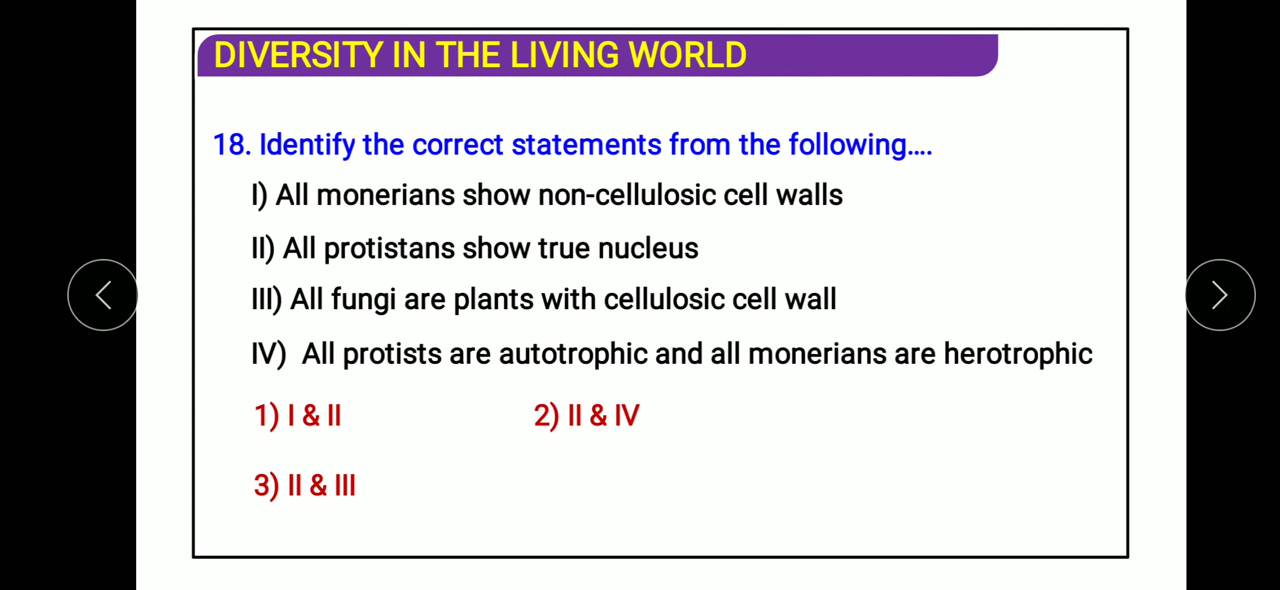 DIVERSITY IN THE LIVING WORLD
18. Identify the correct statements from the following....
I) All monerians show non-cellulosic cell walls
II) All protistans show true nucleus
III) All fungi are plants with cellulosic cell wall
IV) All protists are autotrophic and all monerians are herotrophic
1) I & II 2) II & IV
3) II & III